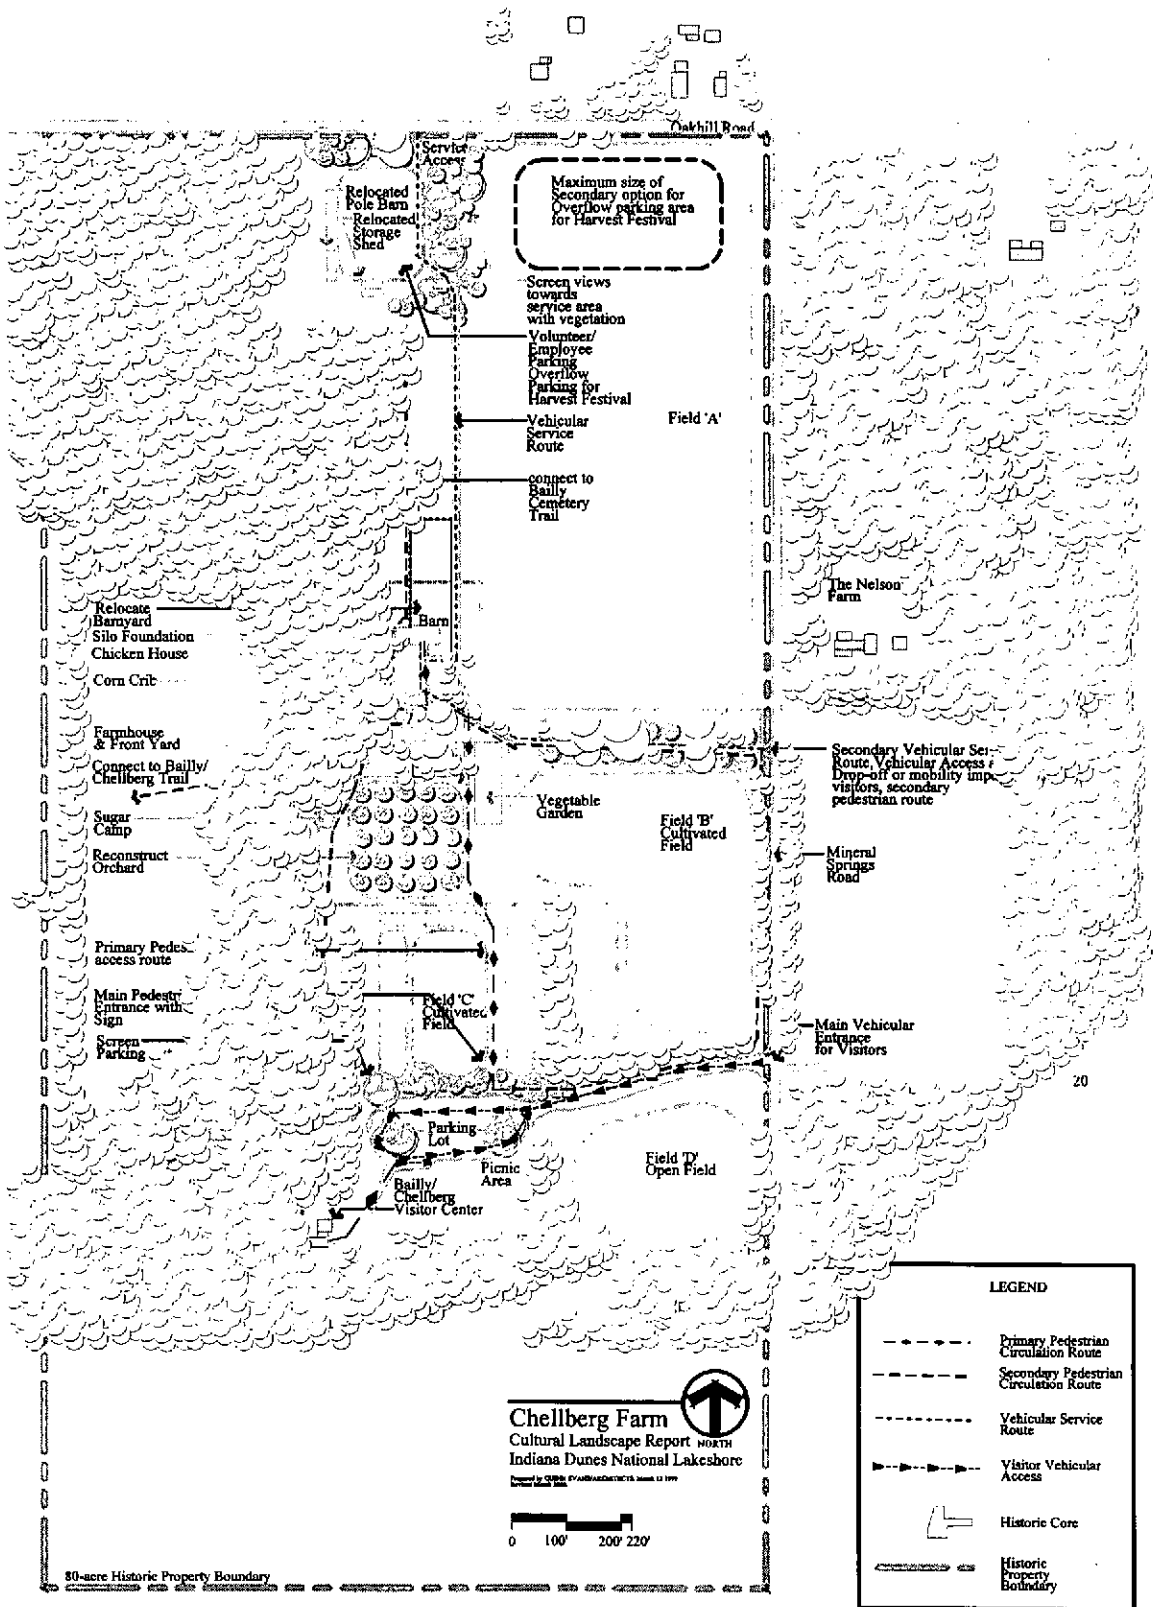 Oakhill Road
Service
Access
Relocated
Pole Barn
Relocated
Storage
Shed
Maximum size of
Secondary option for
Overflow parking area
for Harvest Festival
Screen views
towards
service area
with vegetation
Volunteer/
Employee
Parking
Overflow
Parking for
Harvest Festival
Vehicular
Service
Route
Field 'A'
connect to
Bailly
Cemetery
Trail
The Nelson
Farm
Relocate
Barnyard
Barn
Silo Foundation
Chicken House
Corn Crib
Farmhouse
& Front Yard
Connect to Bailly/
Chellberg Trail
Sugar
Camp
Reconstruct
Orchard
Vegetable
Garden
Field 'B'
Cultivated
Field
Secondary Vehicular Ser
Route, Vehicular Access
Drop-off or mobility imp
visitors, secondary
pedestrian route
Mineral
Springs
Road
Primary Pedes
access route
Main Pedestri
Entrance with
Sign
Screen
Parking
Field 'C'
Cultivated
Field
Main Vehicular
Entrance
for Visitors
20
Parking
Lot
Picnic
Area
Field 'D'
Open Field
Bailly/
Chellberg
Visitor Center
LEGEND
Primary Pedestrian
Circulation Route
Secondary Pedestrian
Circulation Route
Vehicular Service
Route
Visitor Vehicular
Access
Historic Core
Historic
Property
Boundary
Chellberg Farm
Cultural Landscape Report
NORTH
Indiana Dunes National Lakeshore
0 100' 200' 220'
80-acre Historic Property Boundary